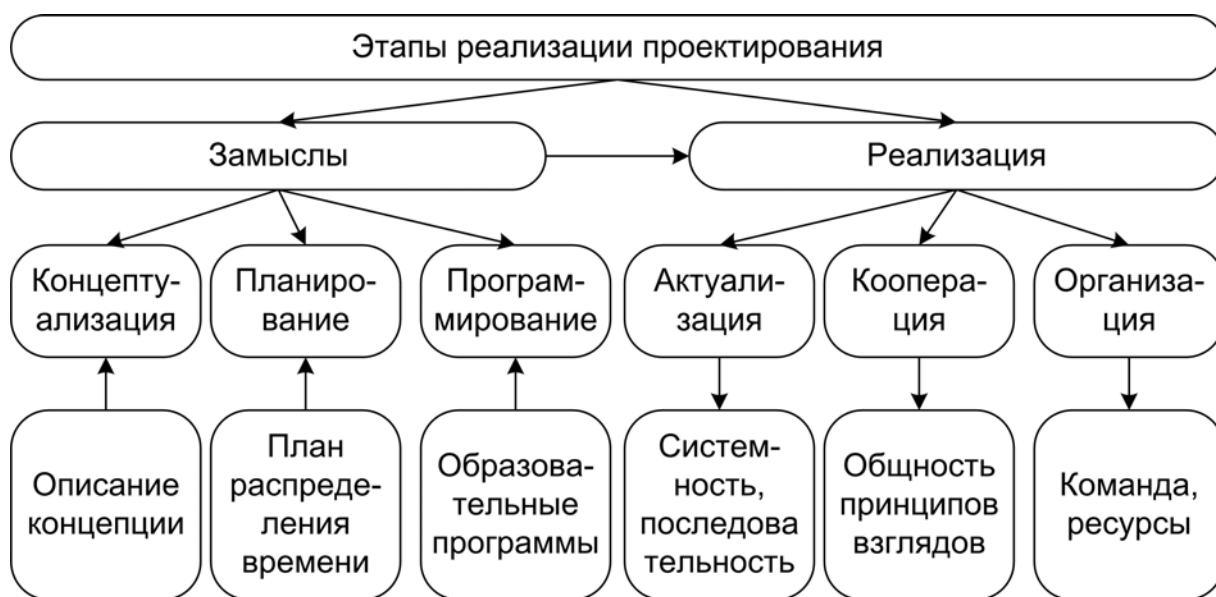 Этапы реализации проектирования
Замыслы
Реализация
Концепту-
ализация
Планиро-
вание
Програм-
мирование
Актуали-
зация
Коопера-
ция
Организа-
ция
Описание
концепции
План
распреде-
ления
времени
Образова-
тельные
программы
Систем-
ность,
последова
тельность
Общность
принципов
взглядов
Команда,
ресурсы